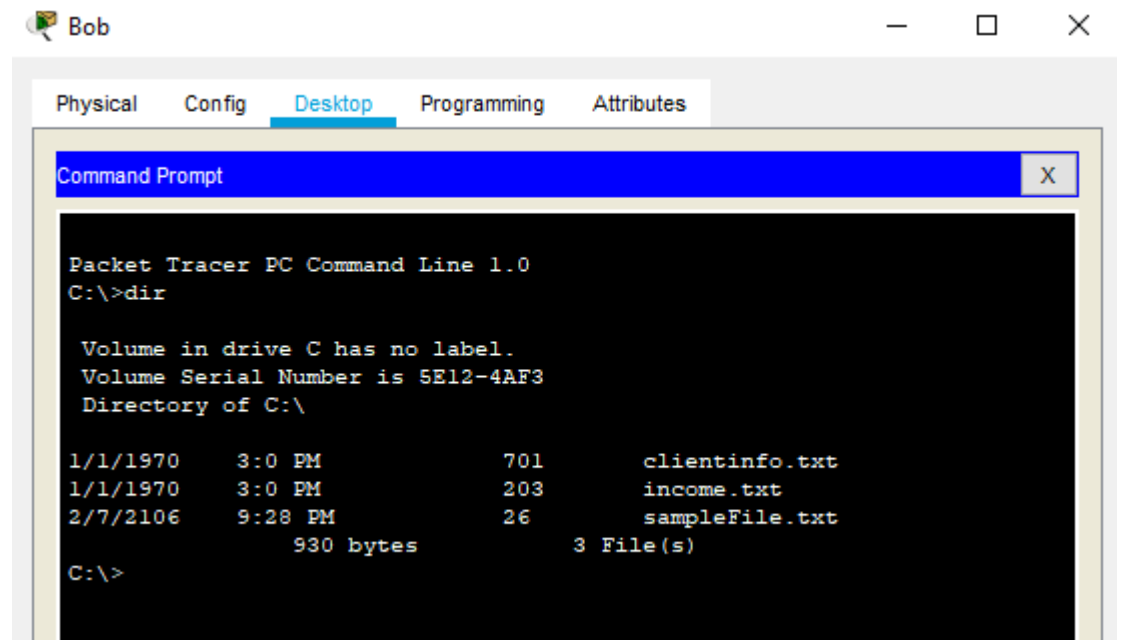 Bob
Physical Config Desktop Programming Attributes
Command Prompt X
Packet Tracer PC Command Line 1.0
C:\>dir
Volume in drive C has no label.
Volume Serial Number is 5E12-4AF3
Directory of C:\
1/1/1970 3:0 PM 701 clientinfo.txt
1/1/1970 3:0 PM 203 income.txt
2/7/2106 9:28 PM 26 sampleFile.txt
930 bytes 3 File(s)
C:\>